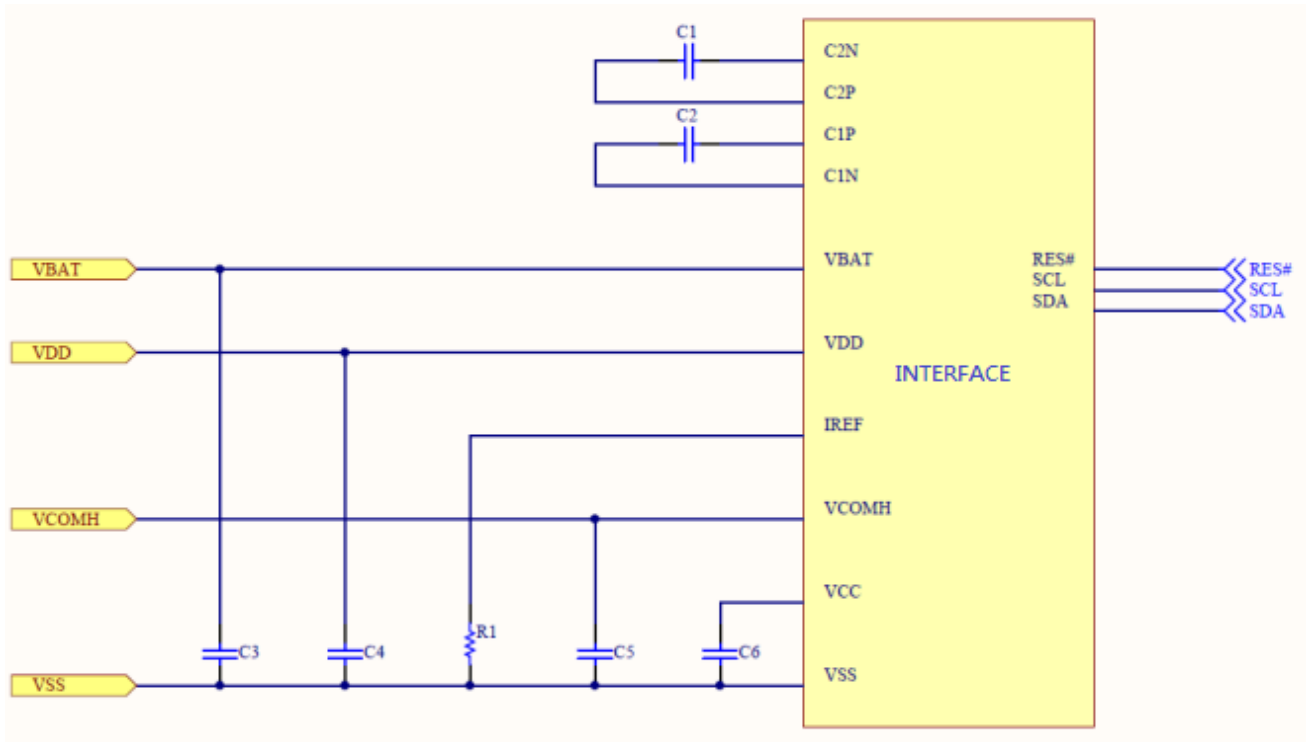 C1
C2N
C2P
C2
C1P
C1N
VBAT
VBAT
RES#
RES#
SCL
SCL
SDA
SDA
VDD
VDD
INTERFACE
IREF
VCOMH
VCOMH
VCC
R1
C3
C4
C5
C6
VSS
VSS